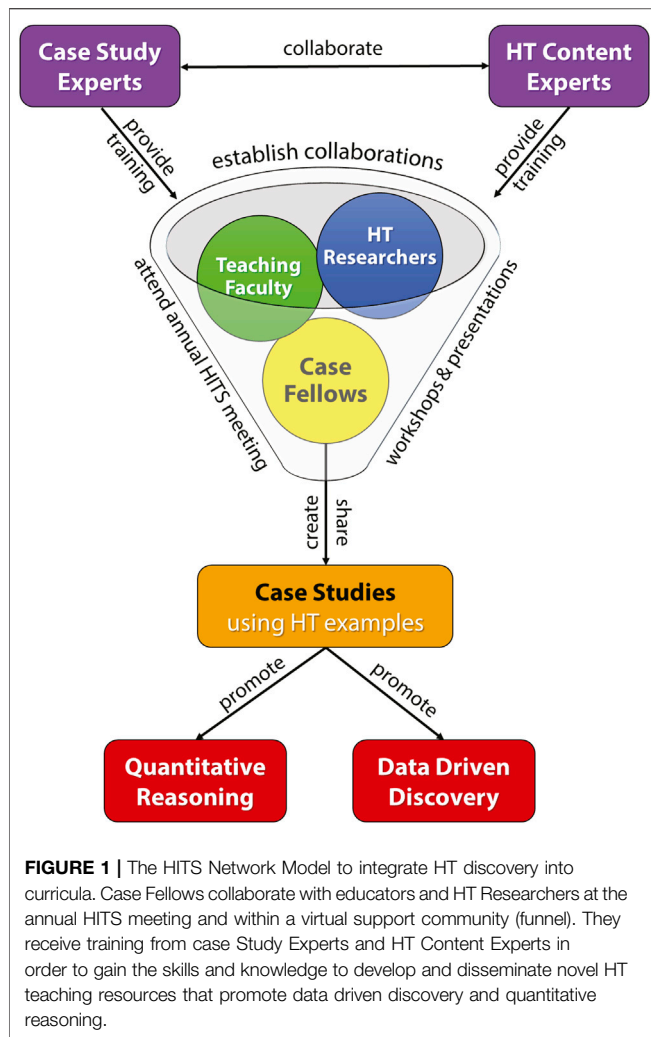 Case Study
Experts
collaborate
HT Content
Experts
provide
training
provide
training
establish collaborations
Teaching
Faculty
HT
Researchers
Case
Fellows
attend annual HITS meeting
workshops & presentations
create
share
Case Studies
using HT examples
promote
promote
Quantitative
Reasoning
Data Driven
Discovery
FIGURE 1 | The HITS Network Model to integrate HT discovery into
curricula. Case Fellows collaborate with educators and HT Researchers at the
annual HITS meeting and within a virtual support community (funnel). They
receive training from case Study Experts and HT Content Experts in
order to gain the skills and knowledge to develop and disseminate novel HT
teaching resources that promote data driven discovery and quantitative
reasoning.